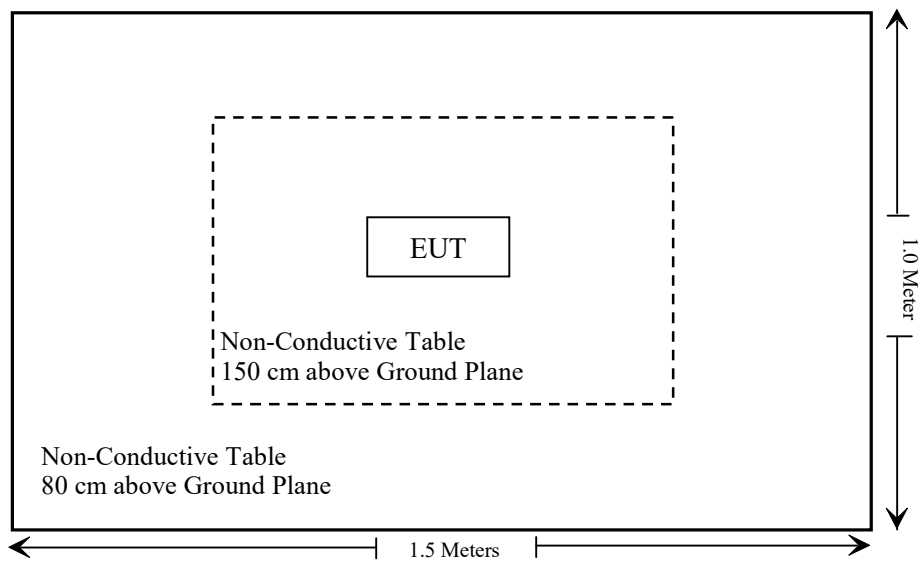 EUT
1.0 Meter
Non-Conductive Table
150 cm above Ground Plane
Non-Conductive Table
80 cm above Ground Plane
1.5 Meters